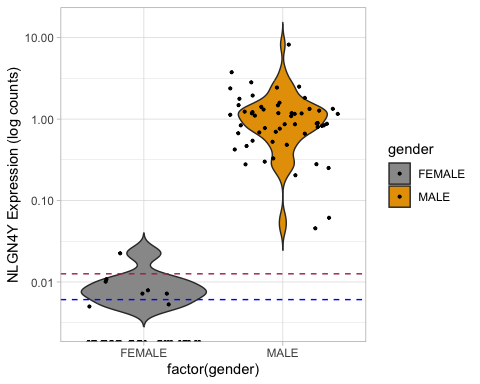 10.00
1.00
0.10
0.01
NLGN4Y Expression (log counts)
FEMALE
MALE
factor(gender)
gender
FEMALE
MALE